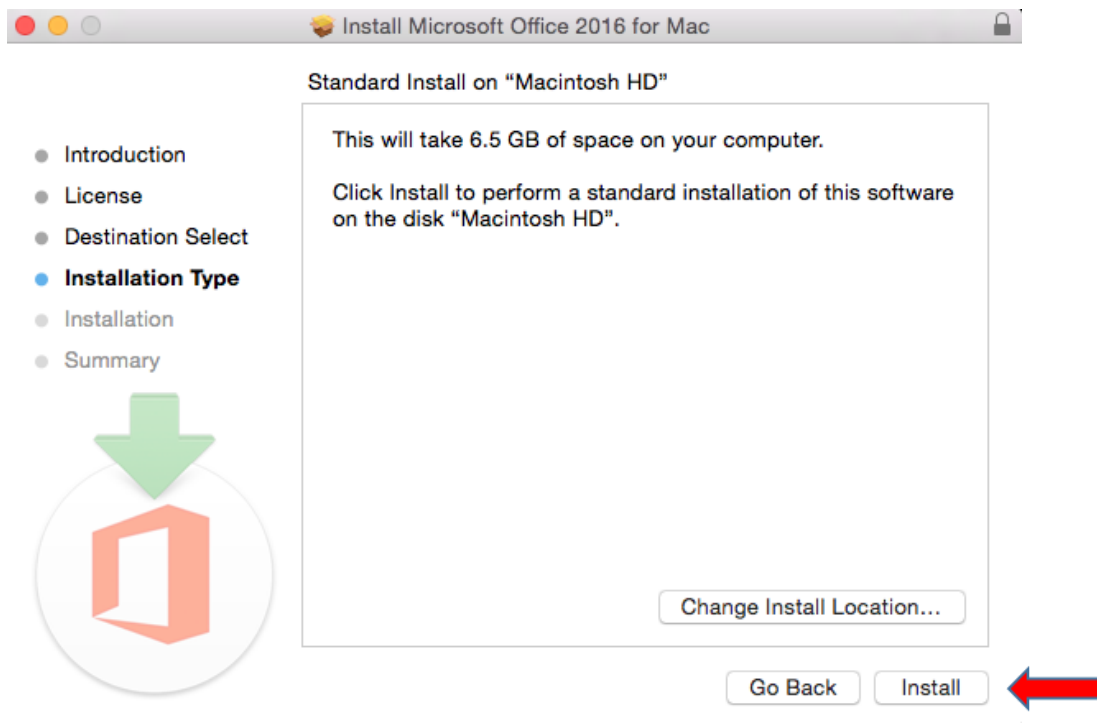 Install Microsoft Office 2016 for Mac
Standard Install on “Macintosh HD”
Introduction
License
Destination Select
Installation Type
Installation
Summary
This will take 6.5 GB of space on your computer.
Click Install to perform a standard installation of this software
on the disk “Macintosh HD”.
Change Install Location...
Go Back
Install